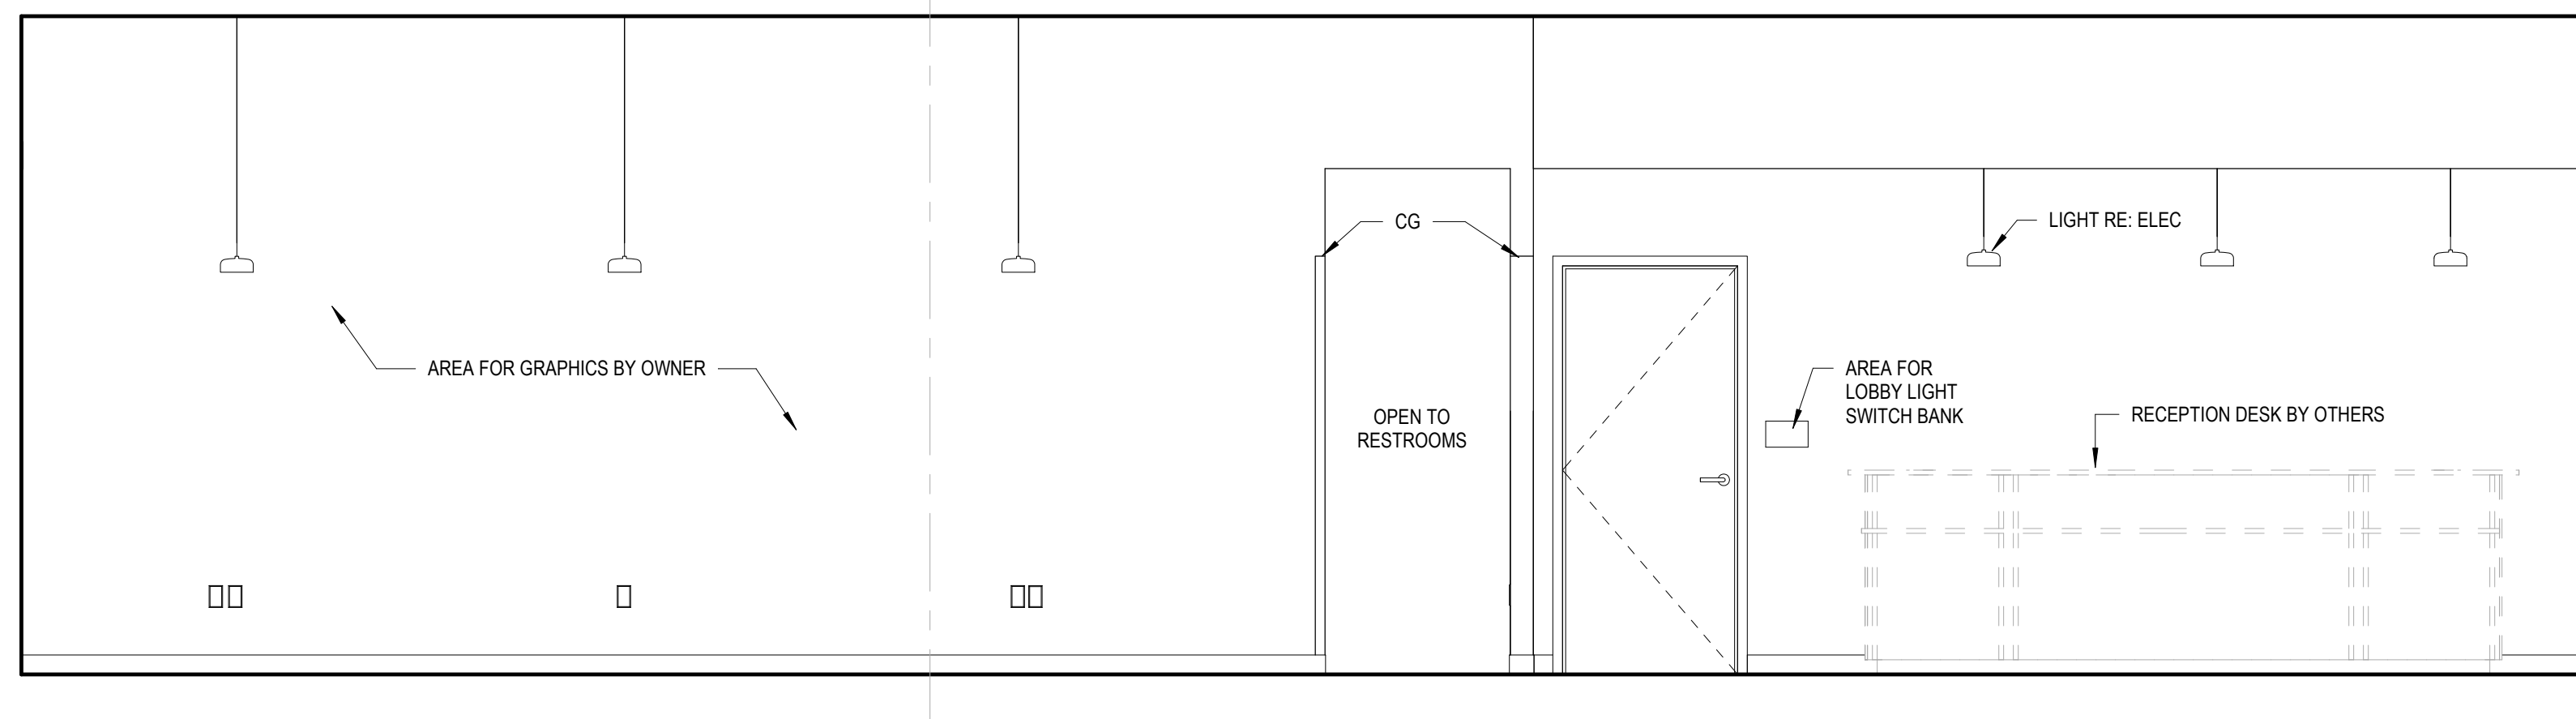 CG
LIGHT RE: ELEC
AREA FOR GRAPHICS BY OWNER
AREA FOR
LOBBY LIGHT
SWITCH BANK
OPEN TO
RESTROOMS
RECEPTION DESK BY OTHERS